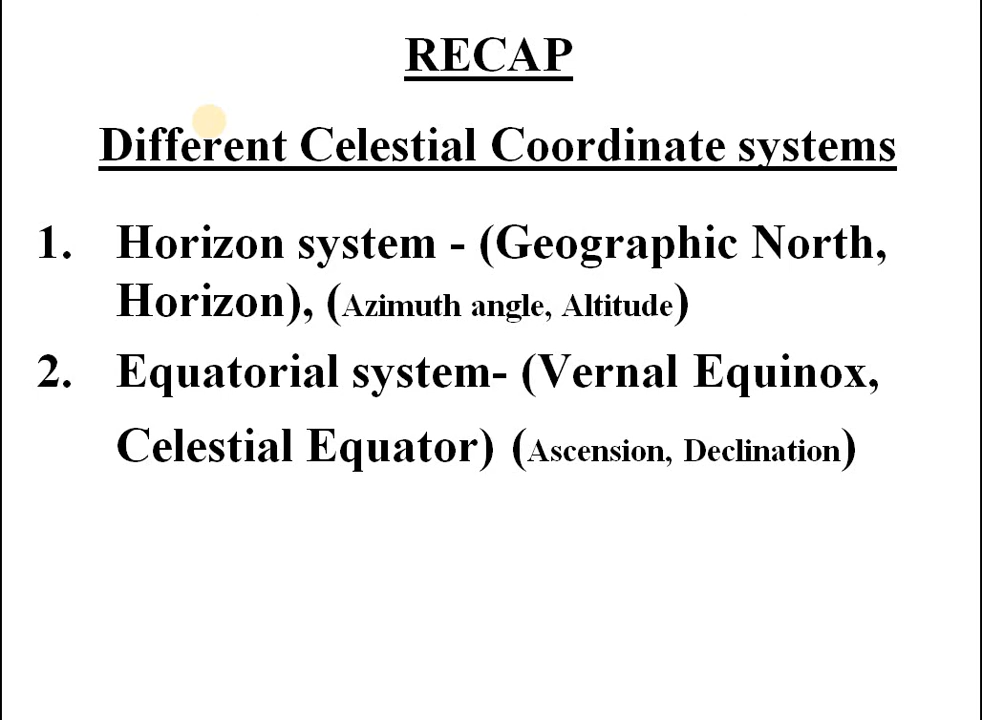 RECAP
Different Celestial Coordinate systems
1. Horizon system - (Geographic North,
Horizon), (Azimuth angle, Altitude)
2. Equatorial system- (Vernal Equinox,
Celestial Equator) (Ascension, Declination)